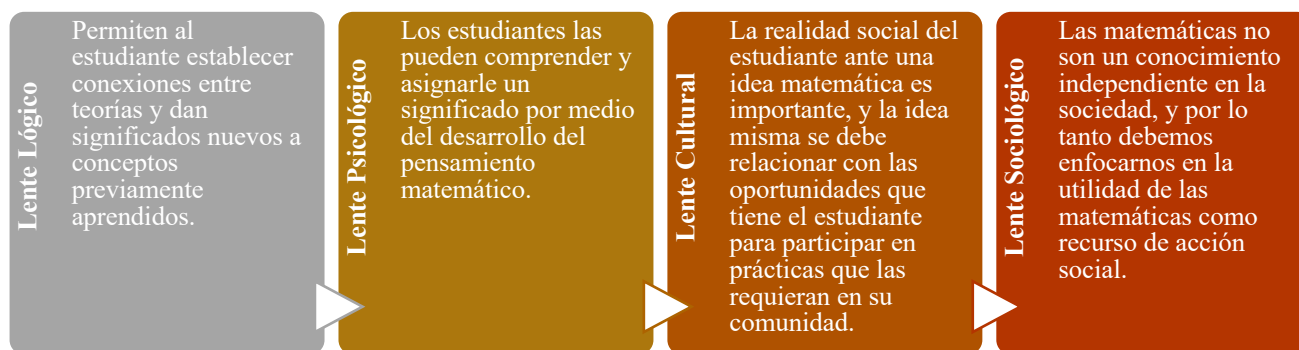 Lente Lógico
Permiten al
estudiante establecer
conexiones entre
teorías y dan
significados nuevos a
conceptos
previamente
aprendidos.
Lente Psicológico
Los estudiantes las
pueden comprender y
asignarle un
significado por medio
del desarrollo del
pensamiento
matemático.
Lente Cultural
La realidad social del
estudiante ante una
idea matemática es
importante, y la idea
misma se debe
relacionar con las
oportunidades que
tiene el estudiante
para participar en
prácticas que las
requieran en su
comunidad.
Lente Sociológico
Las matemáticas no
son un conocimiento
independiente en la
sociedad, y por lo
tanto debemos
enfocarnos en la
utilidad de las
matemáticas como
recurso de acción
social.